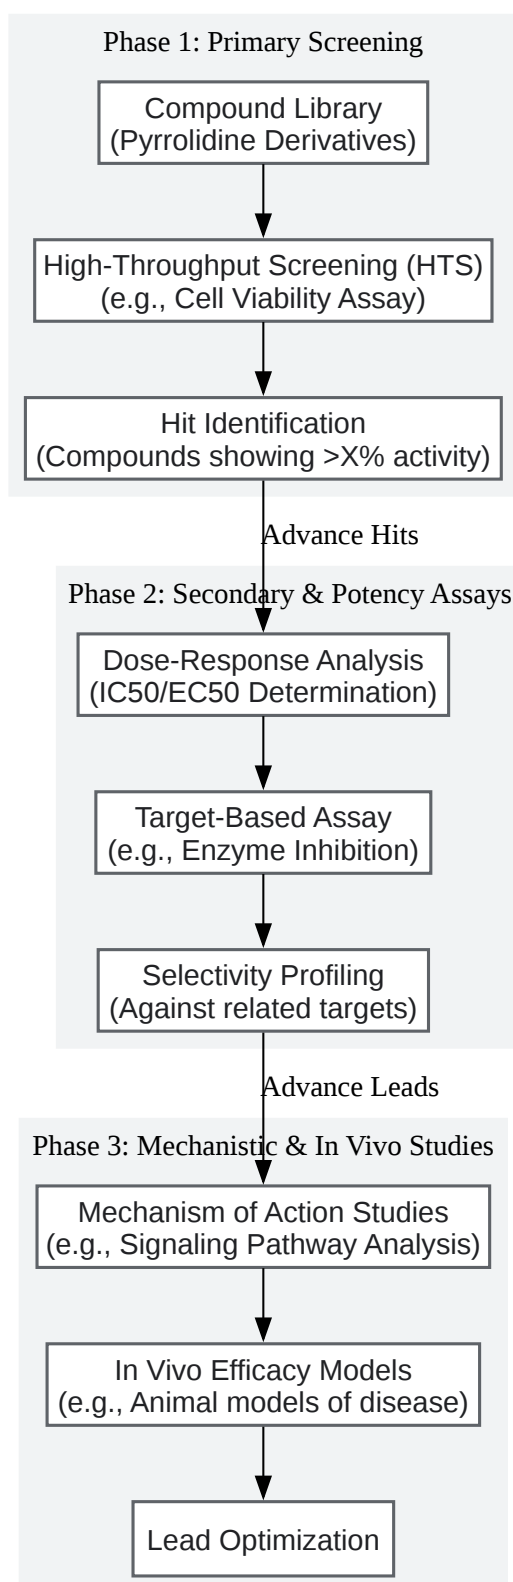 Phase 1: Primary Screening
Compound Library
(Pyrrolidine Derivatives)
High-Throughput Screening (HTS)
(e.g., Cell Viability Assay)
Hit Identification
(Compounds showing >X% activity)
Advance Hits
Phase 2: Secondary & Potency Assays
Dose-Response Analysis
(IC50/EC50 Determination)
Target-Based Assay
(e.g., Enzyme Inhibition)
Selectivity Profiling
(Against related targets)
Advance Leads
Phase 3: Mechanistic & In Vivo Studies
Mechanism of Action Studies
(e.g., Signaling Pathway Analysis)
In Vivo Efficacy Models
(e.g., Animal models of disease)
Lead Optimization